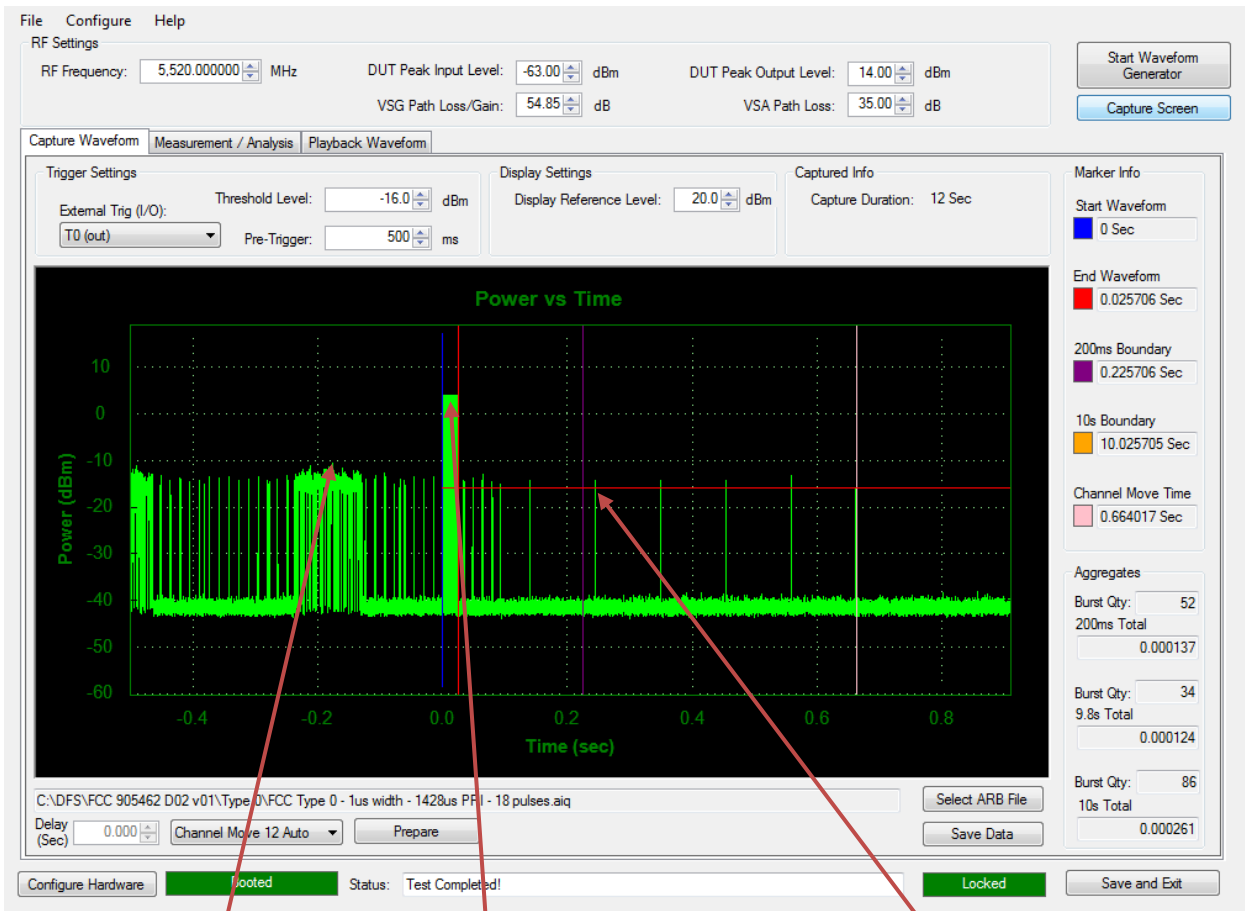 File Configure Help
RF Settings
RF Frequency: 5,520.000000 MHz DUT Peak Input Level: -63.00 dBm DUT Peak Output Level: 14.00 dBm
VSG Path Loss/Gain: 54.85 dB VSA Path Loss: 35.00 dB
Start Waveform
Generator
Capture Screen
Capture Waveform Measurement / Analysis Playback Waveform
Trigger Settings
Threshold Level: -16.0 dBm
External Trig (I/O):
T0 (out)
Pre-Trigger: 500 ms
Display Settings
Display Reference Level: 20.0 dBm
Captured Info
Capture Duration: 12 Sec
Marker Info
Start Waveform
0 Sec
End Waveform
0.025706 Sec
200ms Boundary
0.225706 Sec
10s Boundary
10.025705 Sec
Channel Move Time
0.664017 Sec
Power vs Time
Power (dBm)
10
0
-10
-20
-30
-40
-50
-60
-0.4 -0.2 0.0 0.2 0.4 0.6 0.8
Time (sec)
Aggregates
Burst Qty: 52
200ms Total
0.000137
Burst Qty: 34
9.8s Total
0.000124
Burst Qty: 86
10s Total
0.000261
C:\DFS\FCC 905462 D02 v01\Type 0\FCC Type 0 - 1us width - 1428us PRI - 18 pulses.aiq
Select ARB File
Delay
(Sec)
0.000 Channel Move 12 Auto Prepare Save Data
Configure Hardware Booted Status: Test Completed! Locked Save and Exit